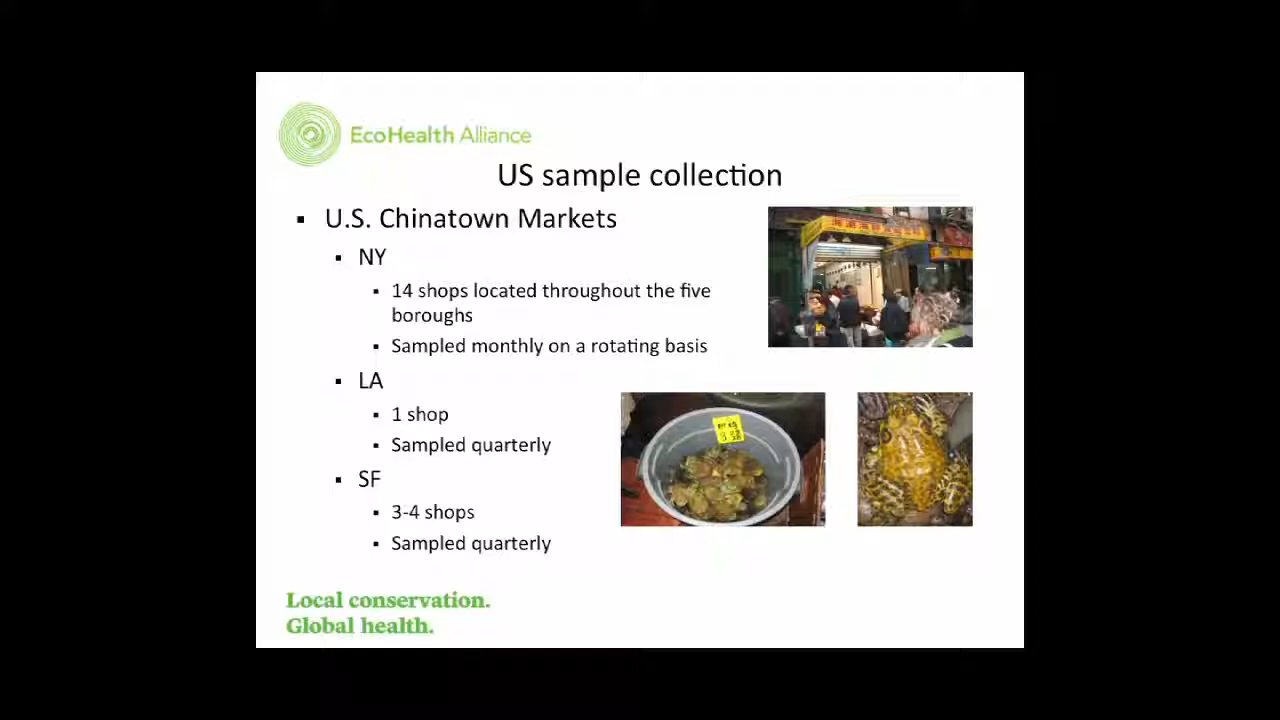 EcoHealth Alliance
US sample collection
▪ U.S. Chinatown Markets
▪ NY
▪ 14 shops located throughout the five
boroughs
▪ Sampled monthly on a rotating basis
▪ LA
▪ 1 shop
▪ Sampled quarterly
▪ SF
▪ 3-4 shops
▪ Sampled quarterly
Local conservation.
Global health.